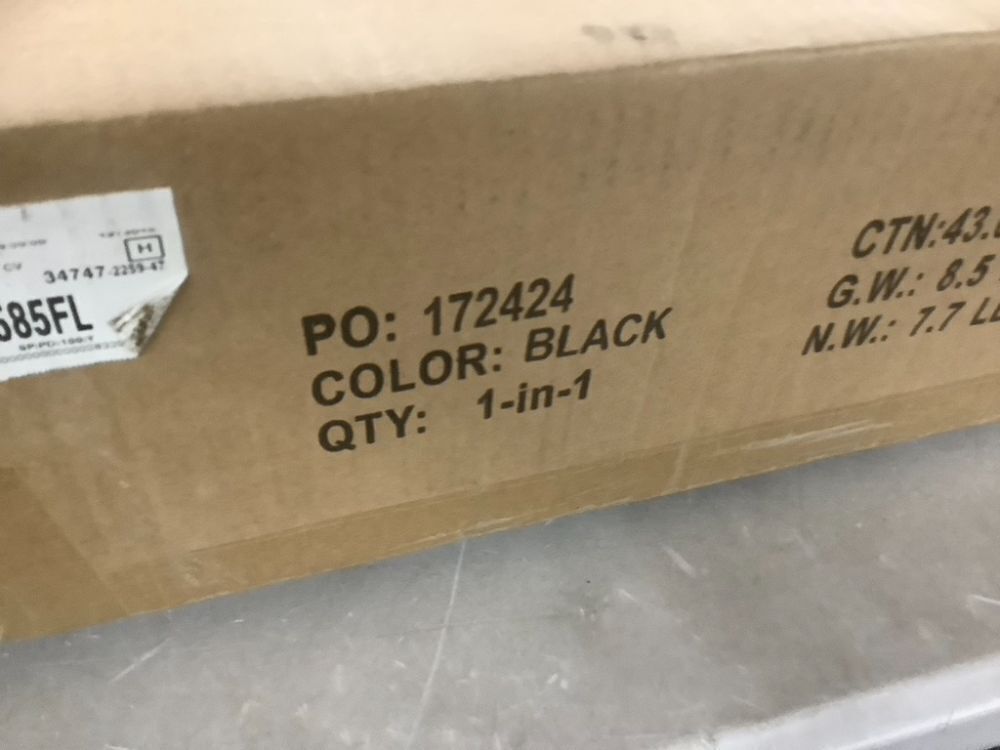 H
34747-2259-47
585FL
PO: 172424
COLOR: BLACK
QTY: 1-in-1
CTN:43.
G.W.: 8.5
N.W.: 7.7